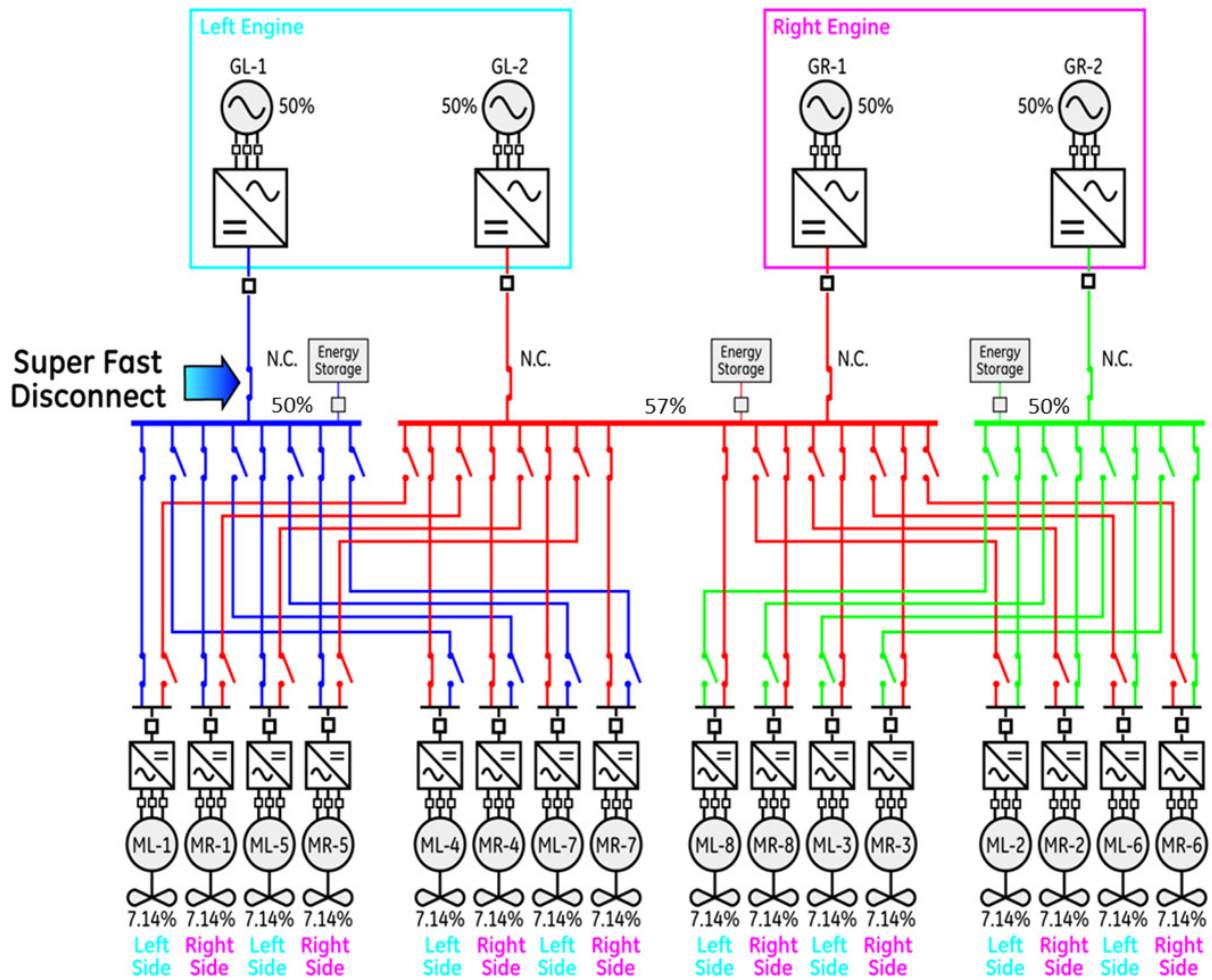 Left Engine
Right Engine
GL-1
GL-2
GR-1
GR-2
50%
50%
50%
50%
Super Fast
Disconnect
N.C.
Energy
Storage
N.C.
Energy
Storage
N.C.
Energy
Storage
N.C.
50%
57%
50%
ML-1 MR-1 ML-5 MR-5 ML-4 MR-4 ML-7 MR-7 ML-8 MR-8 ML-3 MR-3 ML-2 MR-2 ML-6 MR-6
7.14% 7.14% 7.14% 7.14% 7.14% 7.14% 7.14% 7.14% 7.14% 7.14% 7.14% 7.14% 7.14% 7.14% 7.14% 7.14%
Left Right Left Right Left Right Left Right Left Right Left Right Left Right Left Right
Side Side Side Side Side Side Side Side Side Side Side Side Side Side Side Side